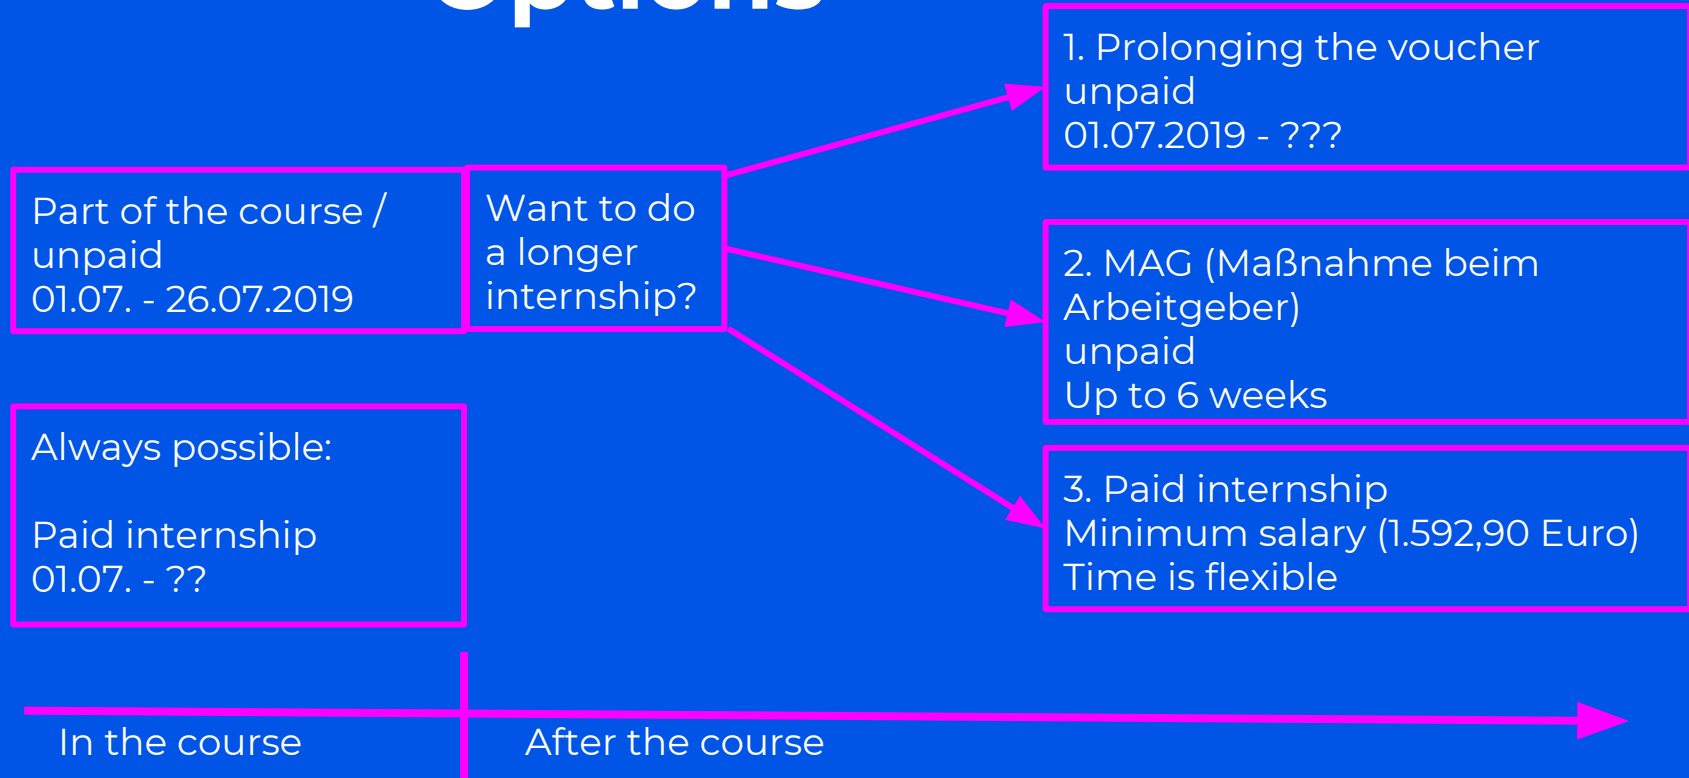 Options
Part of the course /
unpaid
01.07. - 26.07.2019
Want to do
a longer
internship?
1. Prolonging the voucher
unpaid
01.07.2019 - ???
2. MAG (Maßnahme beim
Arbeitgeber)
unpaid
Up to 6 weeks
3. Paid internship
Minimum salary (1.592,90 Euro)
Time is flexible
Always possible:
Paid internship
01.07. - ??
In the course
After the course